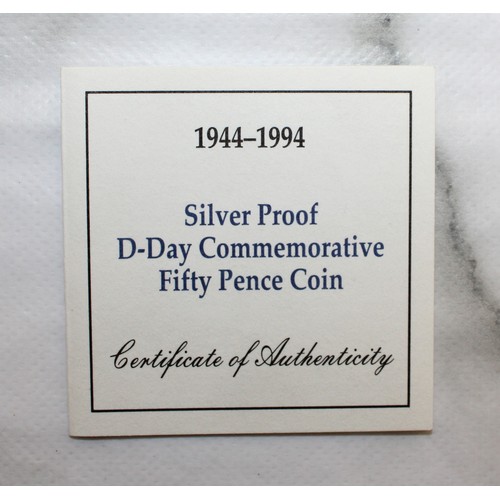 1944–1994
Silver Proof
D-Day Commemorative
Fifty Pence Coin
Certificate of Authenticity